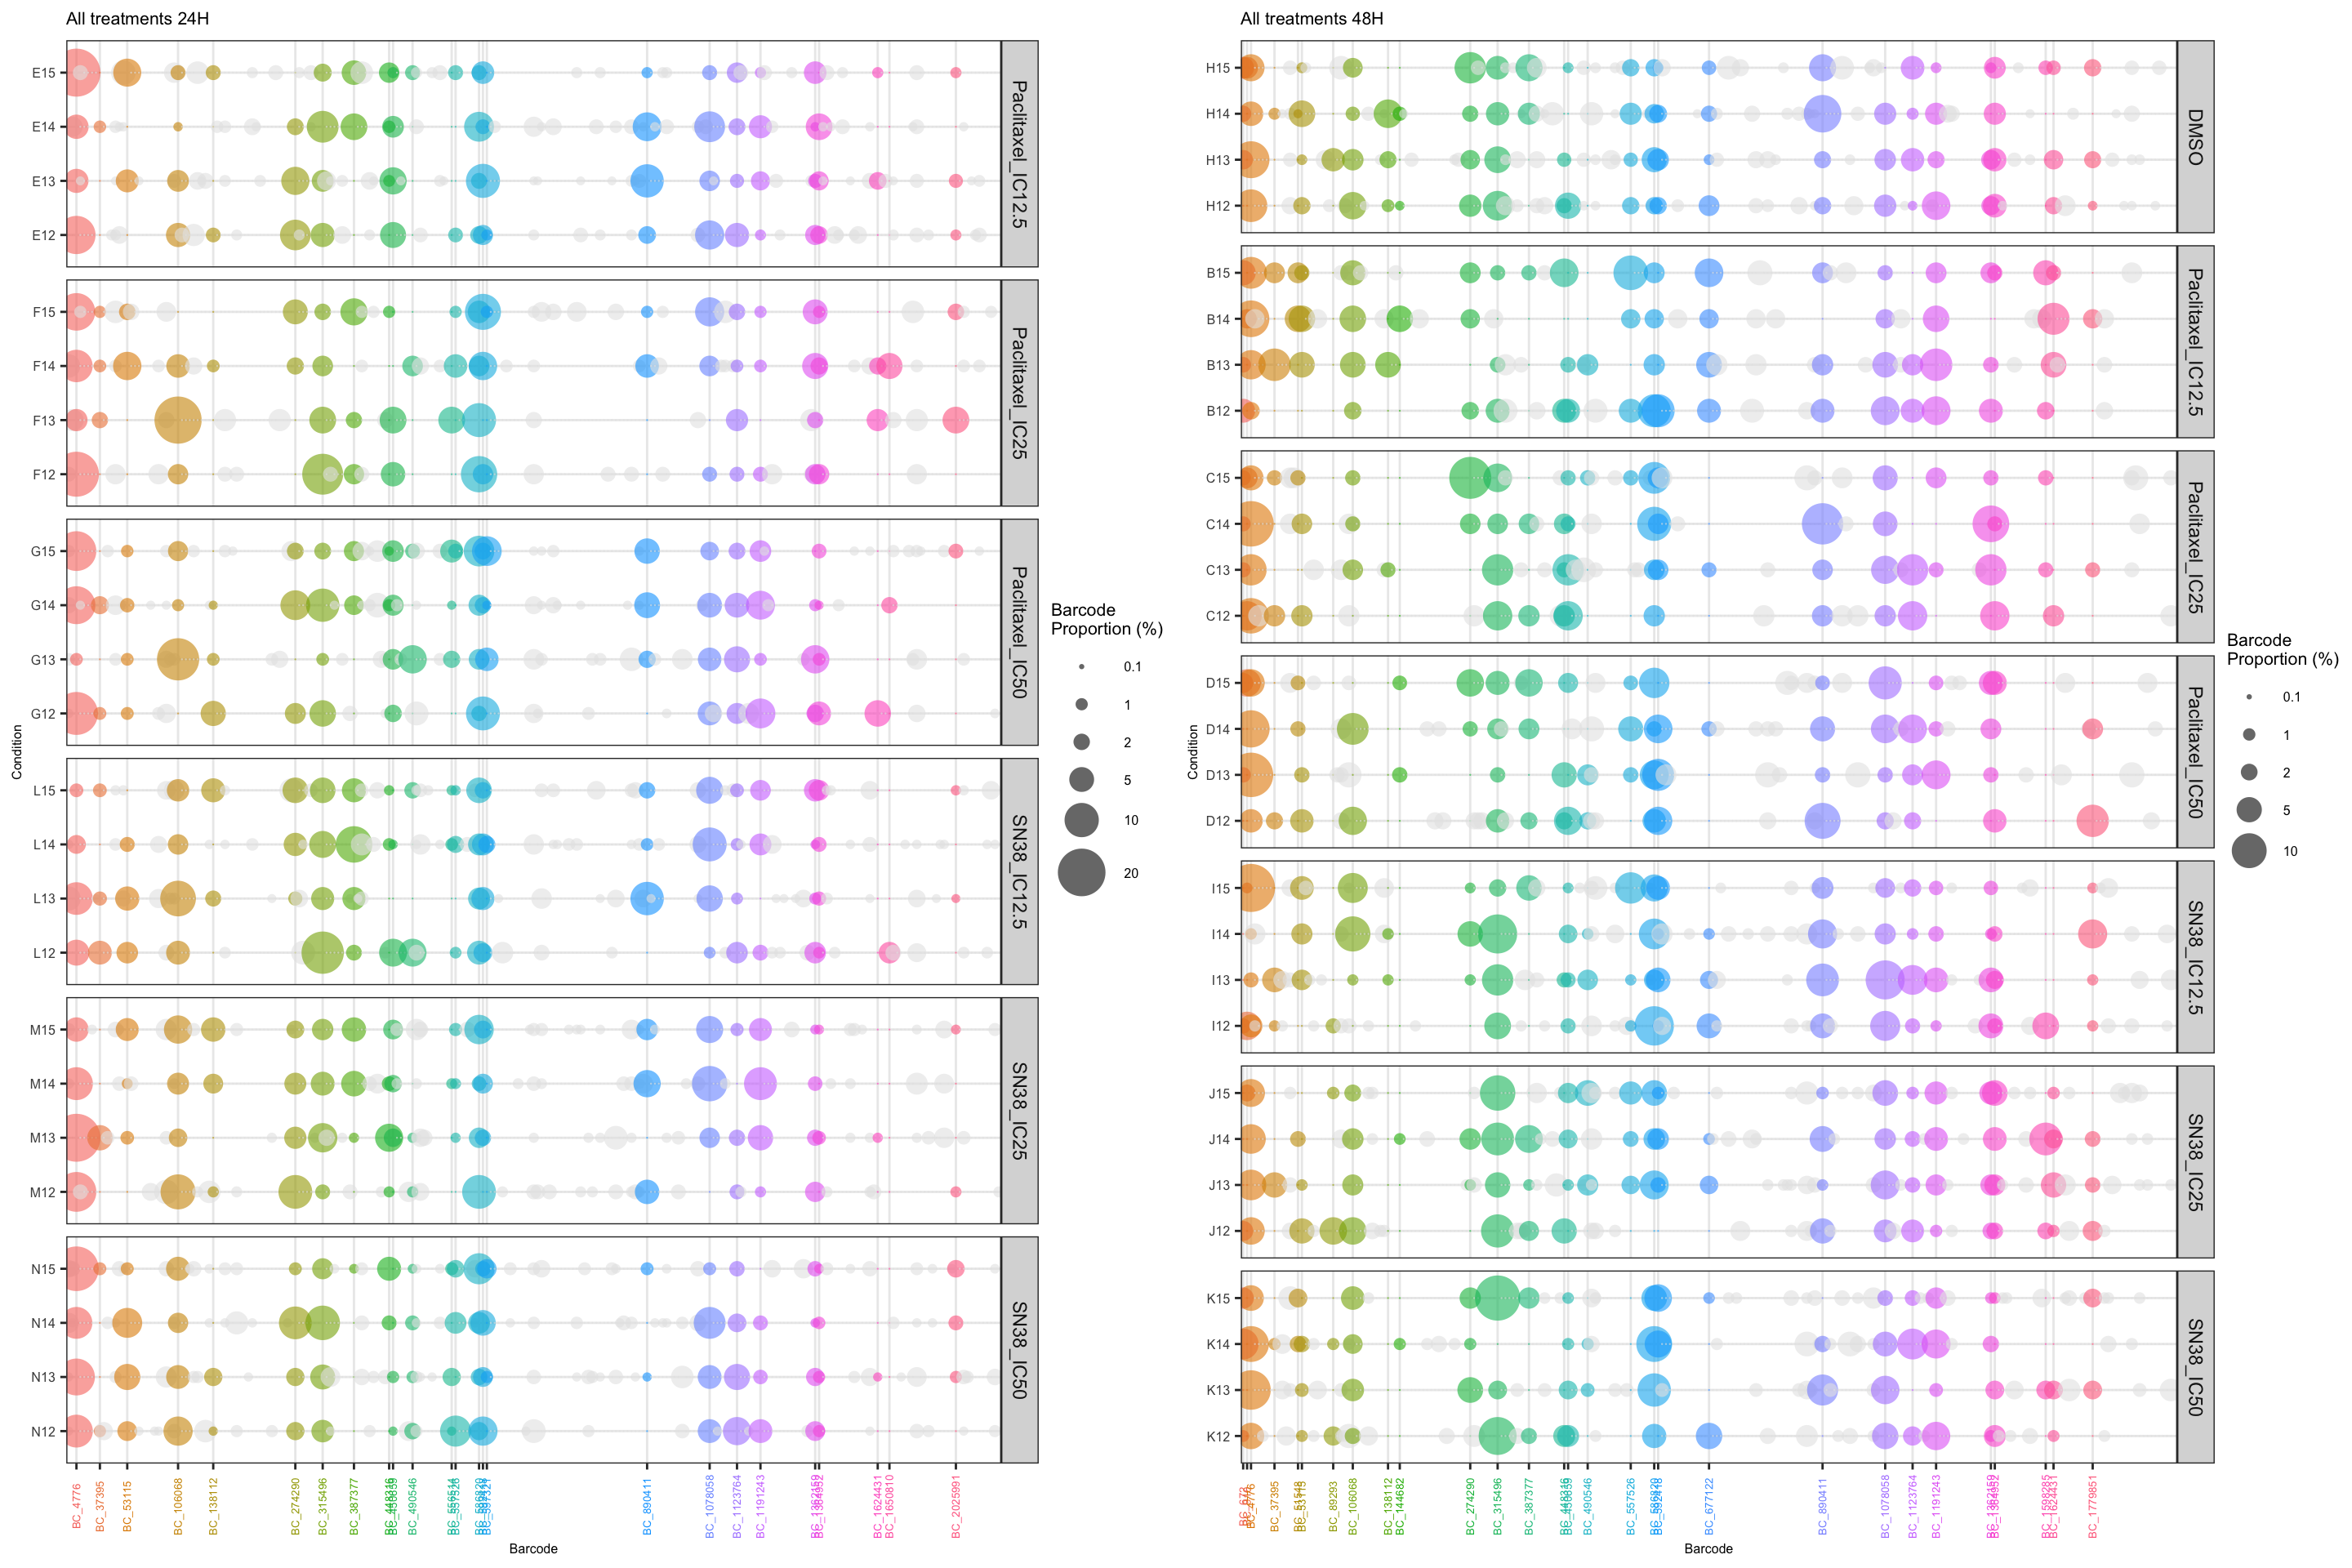 All treatments 24H
E15
E14
E13
E12
Paclitaxel_IC12.5
F15
F14
F13
F12
Paclitaxel_IC25
G15
G14
G13
G12
Paclitaxel_IC50
L15
L14
L13
L12
SN38_IC12.5
M15
M14
M13
M12
SN38_IC25
N15
N14
N13
N12
SN38_IC50
Condition
BC_4776
BC_37395
BC_53115
BC_106068
BC_138112
BC_274290
BC_315496
BC_387377
BC_490546
BC_890411
BC_1078058
BC_1123764
BC_1191243
BC_1624431
BC_1650810
BC_2025991
Barcode
Barcode
Proportion (%)
0.1
1
2
5
10
20
All treatments 48H
H15
H14
H13
H12
DMSO
B15
B14
B13
B12
Paclitaxel_IC12.5
C15
C14
C13
C12
Paclitaxel_IC25
D15
D14
D13
D12
Paclitaxel_IC50
I15
I14
I13
I12
SN38_IC12.5
J15
J14
J13
J12
SN38_IC25
K15
K14
K13
K12
SN38_IC50
Condition
BC_37395
BC_89293
BC_106068
BC_138112
BC_144682
BC_274290
BC_315496
BC_387377
BC_490546
BC_557526
BC_677122
BC_890411
BC_1078058
BC_1123764
BC_1191243
BC_1624431
BC_1779851
Barcode
Barcode
Proportion (%)
0.1
1
2
5
10